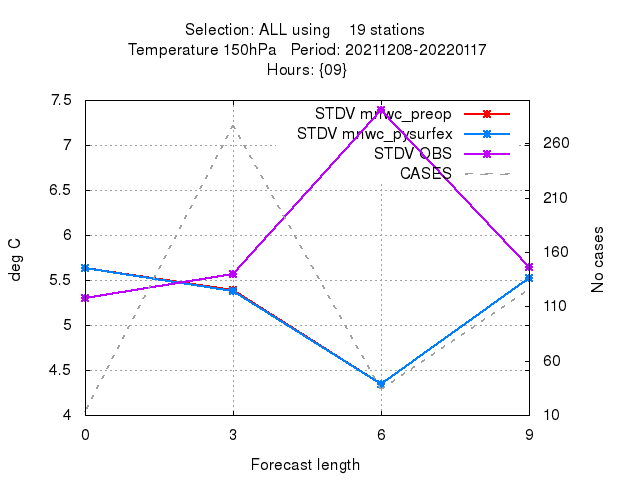 Selection: ALL using 19 stations
Temperature 150hPa Period: 20211208-20220117
Hours: {09}
7.5
7
6.5
6
5.5
5
4.5
4
260
210
160
110
60
10
0 3 6 9
deg C
No cases
Forecast length
STDV mrwc_preop
STDV mrwc_pysurfex
STDV OBS
CASES